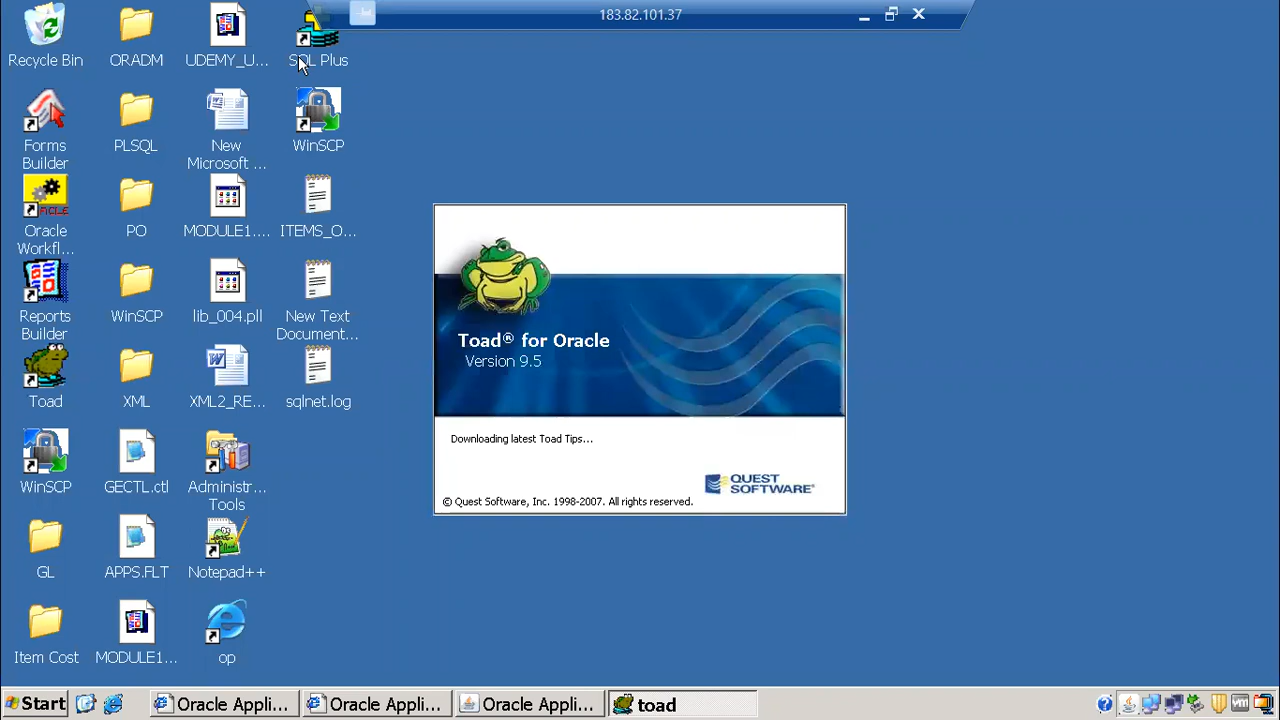 183.82.101.37
Recycle Bin
ORADM
UDEMY_U...
SQL Plus
Forms
Builder
PLSQL
New
Microsoft ...
WinSCP
Oracle
Workfl...
PO
MODULE1....
ITEMS_O...
Reports
Builder
WinSCP
lib_004.pll
New Text
Document...
Toad
XML
XML2_RE...
sqlnet.log
WinSCP
GECTL.ctl
Administr...
Tools
GL
APPS.FLT
Notepad++
Item Cost
MODULE1...
op
Toad® for Oracle
Version 9.5
Downloading latest Toad Tips...
QUEST
SOFTWARE
© Quest Software, Inc. 1998-2007. All rights reserved.
Start
Oracle Appli...
Oracle Appli...
Oracle Appli...
toad